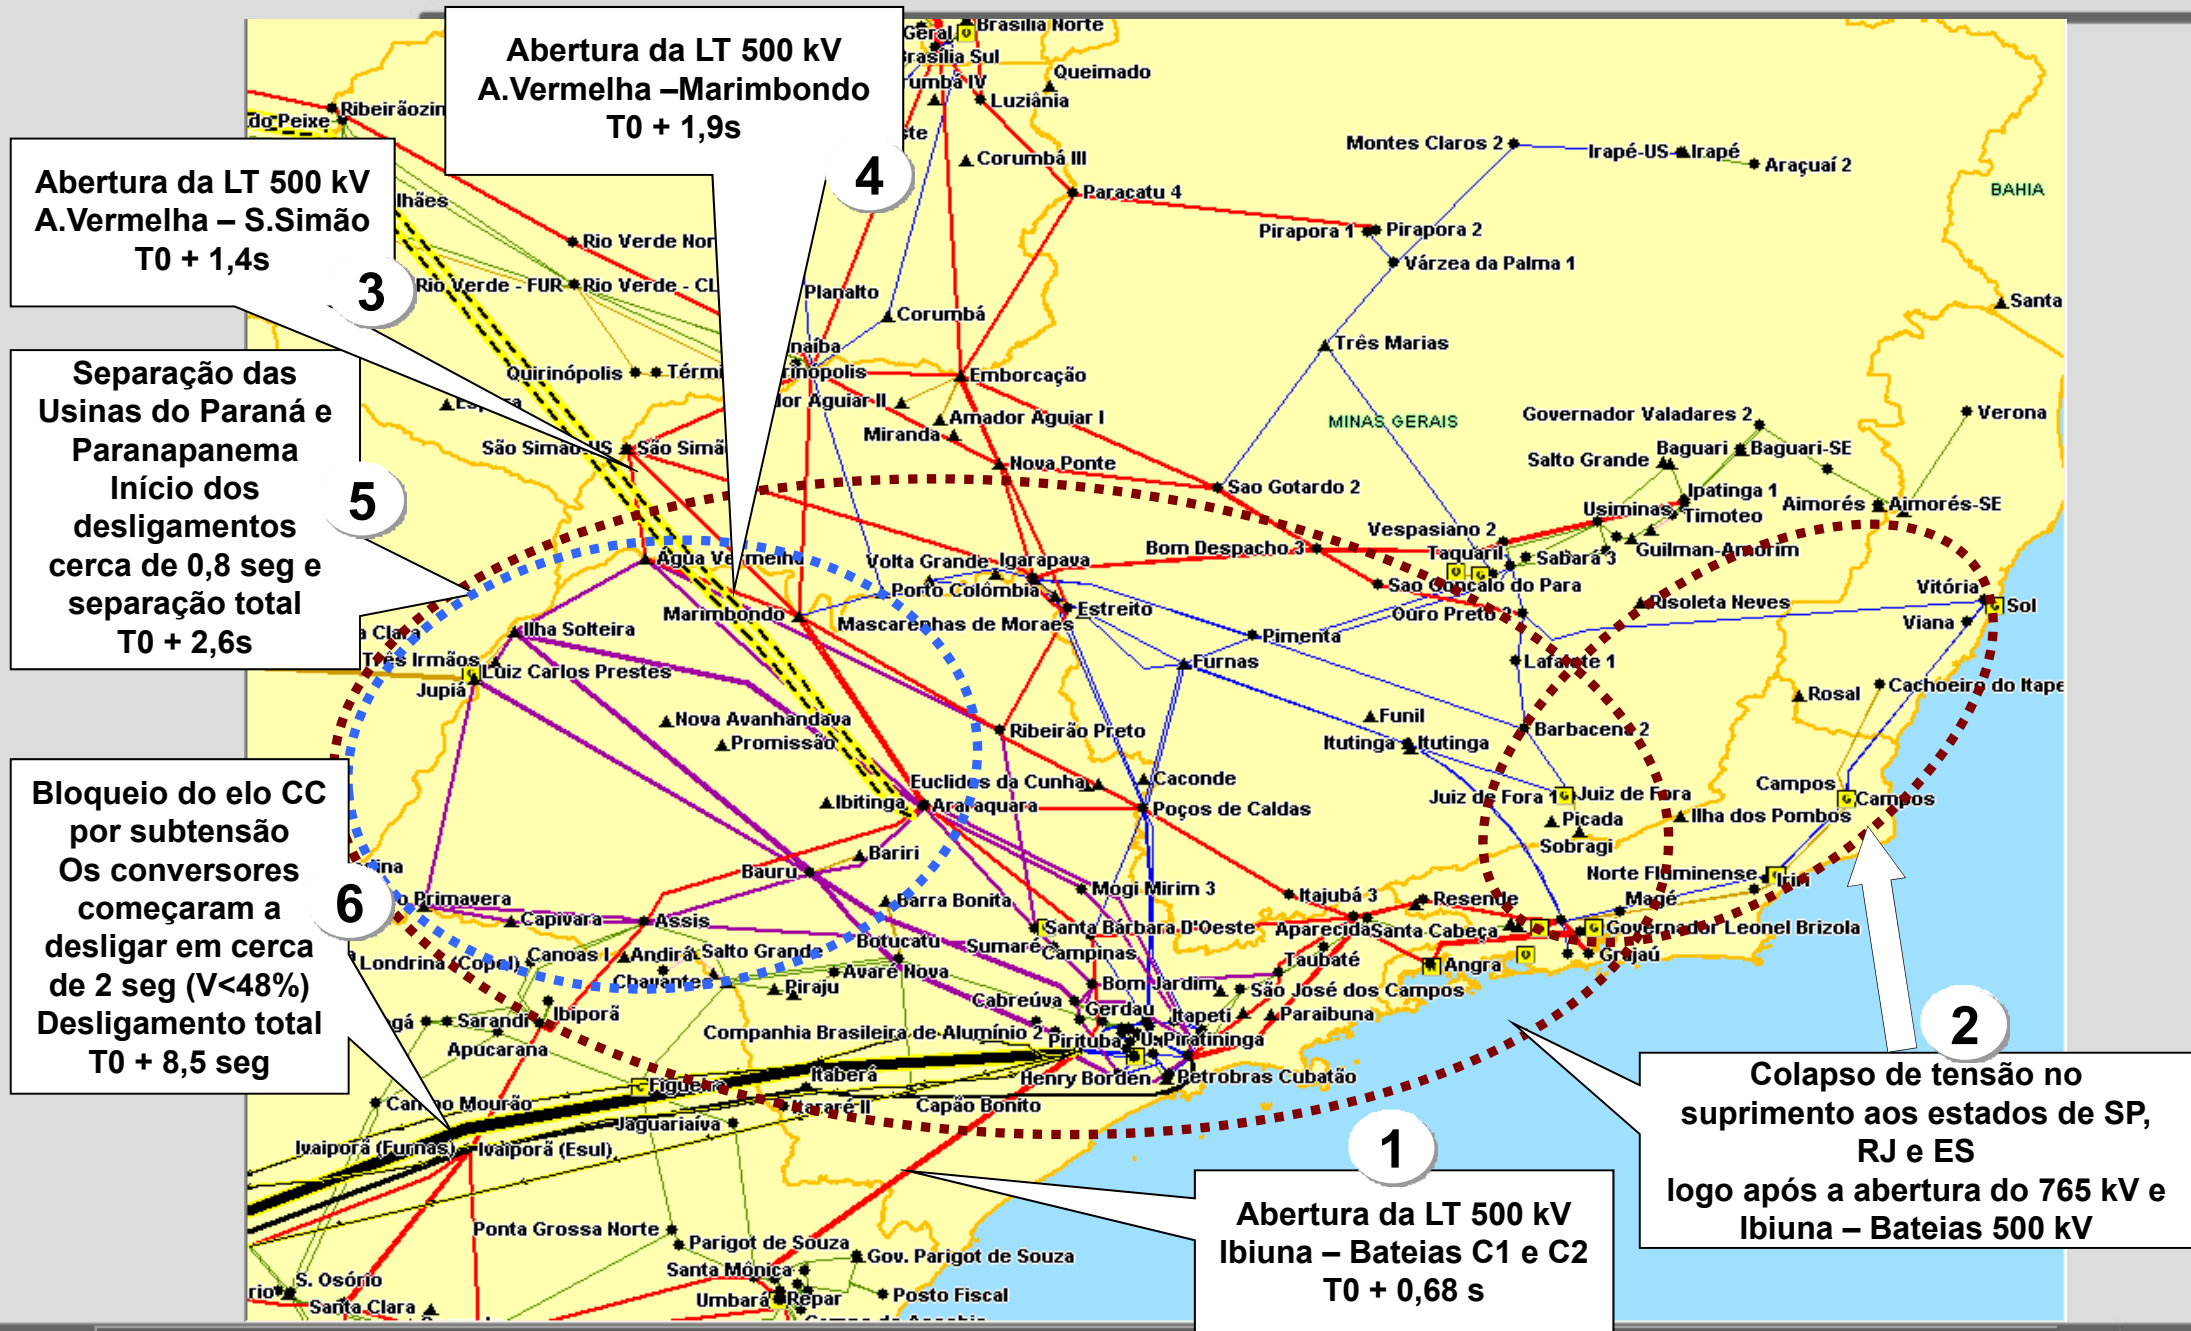 Abertura da LT 500 kV
A.Vermelha –Marimbondo
T0 + 1,9s
4
Abertura da LT 500 kV
A.Vermelha – S.Simão
T0 + 1,4s
3
Separação das
Usinas do Paraná e
Paranapanema
Início dos
desligamentos
cerca de 0,8 seg e
separação total
T0 + 2,6s
5
Bloqueio do elo CC
por subtensão
Os conversores
começaram a
desligar em cerca
de 2 seg (V<48%)
Desligamento total
T0 + 8,5 seg
6
1
Abertura da LT 500 kV
Ibiuna – Bateias C1 e C2
T0 + 0,68 s
2
Colapso de tensão no
suprimento aos estados de SP,
RJ e ES
logo após a abertura do 765 kV e
Ibiuna – Bateias 500 kV
Geral
Brasília Norte
Brasília Sul
Queimado
Luziânia
do Peixe
Corumbá III
Montes Claros 2
Irapé-US
Irapé
Araçuaí 2
Paracatu 4
BAHIA
Pirapora 1
Pirapora 2
Várzea da Palma 1
Rio Verde - FUR
Planalto
Corumbá
Santa
Três Marias
Quirinópolis
Emborcação
Amador Aguiar I
Miranda
MINAS GERAIS
Governador Valadares 2
Verona
São Simão-US
Baguari
Baguari-SE
Salto Grande
Nova Ponte
Sao Gotardo 2
Ipatinga 1
Usiminas
Timoteo
Aimorés
Aimorés-SE
Vespasiano 2
Taquaril
Sabará 3
Guilman-Amorim
Bom Despacho 3
Água Vermelha
Volta Grande
Igarapava
Porto Colômbia
Sao Goncalo do Para
Vitória
Sol
Marimbondo
Mascarenhas de Moraes
Estreito
Ouro Preto 2
Risoleta Neves
Viana
Ilha Solteira
Pimenta
Três Irmãos
Luiz Carlos Prestes
Jupiá
Furnas
Lafaiete 1
Rosal
Cachoeiro do Itape
Nova Avanhandava
Promissão
Ribeirão Preto
Funil
Itutinga
Itutinga
Barbacena 2
Euclides da Cunha
Caconde
Ibitinga
Araraquara
Poços de Caldas
Juiz de Fora 1
Juiz de Fora
Campos
Campos
Picada
Ilha dos Pombos
Sobragi
Bariri
Bauru
Norte Fluminense
Iriri
Primavera
Capivara
Assis
Barra Bonita
Mogi Mirim 3
Itajubá 3
Resende
Magé
Santa Bárbara D'Oeste
Aparecida
Santa Cabeça
Governador Leonel Brizola
Botucatu
Sumaré
Campinas
Londrina (Copel)
Canoas I
Andirá
Salto Grande
Chavantes
Avaré Nova
Taubaté
Angra
Grajaú
Piraju
Bom Jardim
São José dos Campos
Cabreúva
Gerdau
Itapeti
Paraibuna
Sarandi
Ibiporã
Apucarana
Companhia Brasileira de Alumínio 2
Pirituba
Piratininga
Figueira
Itaberá
Henry Borden
Petrobras Cubatão
Campo Mourão
Itararé II
Capão Bonito
Jaguariaiva
Ivaiporã (Furnas)
Ivaiporã (Esul)
Ponta Grossa Norte
Parigot de Souza
Gov. Parigot de Souza
Santa Mônica
S. Osório
Santa Clara
Umbará
Repar
Posto Fiscal